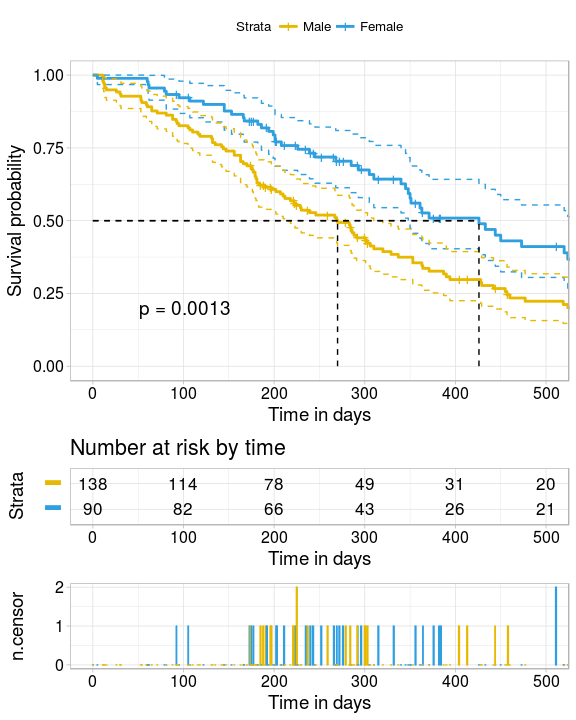 Strata Male Female
1.00
0.75
0.50
0.25
0.00
Survival probability
p = 0.0013
0 100 200 300 400 500
Time in days
Number at risk by time
Strata
138 114 78 49 31 20
90 82 66 43 26 21
0 100 200 300 400 500
Time in days
n.censor
2
1
0
0 100 200 300 400 500
Time in days